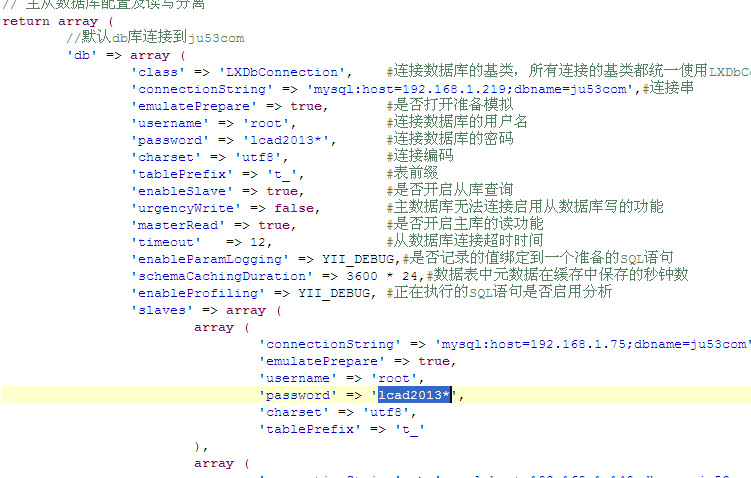 // 主从数据库配置及读写分离
return array (
//默认db库连接到ju53com
'db' => array (
'class' => 'LXDbConnection', #连接数据库的基类，所有连接的基类都统一使用LXDbCo
'connectionString' => 'mysql:host=192.168.1.219;dbname=ju53com',#连接串
'emulatePrepare' => true, #是否打开准备模拟
'username' => 'root', #连接数据库的用户名
'password' => 'lcad2013*', #连接数据库的密码
'charset' => 'utf8', #连接编码
'tablePrefix' => 't_', #表前缀
'enableSlave' => true, #是否开启从库查询
'urgencyWrite' => false, #主数据库无法连接启用从数据库写的功能
'masterRead' => true, #是否开启主库的读功能
'timeout' => 12, #从数据库连接超时时间
'enableParamLogging' => YII_DEBUG,#是否记录的值绑定到一个准备的SQL语句
'schemaCachingDuration' => 3600 * 24,#数据表中元数据在缓存中保存的秒钟数
'enableProfiling' => YII_DEBUG, #正在执行的SQL语句是否启用分析
'slaves' => array (
array (
'connectionString' => 'mysql:host=192.168.1.75;dbname=ju53com'
'emulatePrepare' => true,
'username' => 'root',
'password' => 'lcad2013*',
'charset' => 'utf8',
'tablePrefix' => 't_'
),
array (